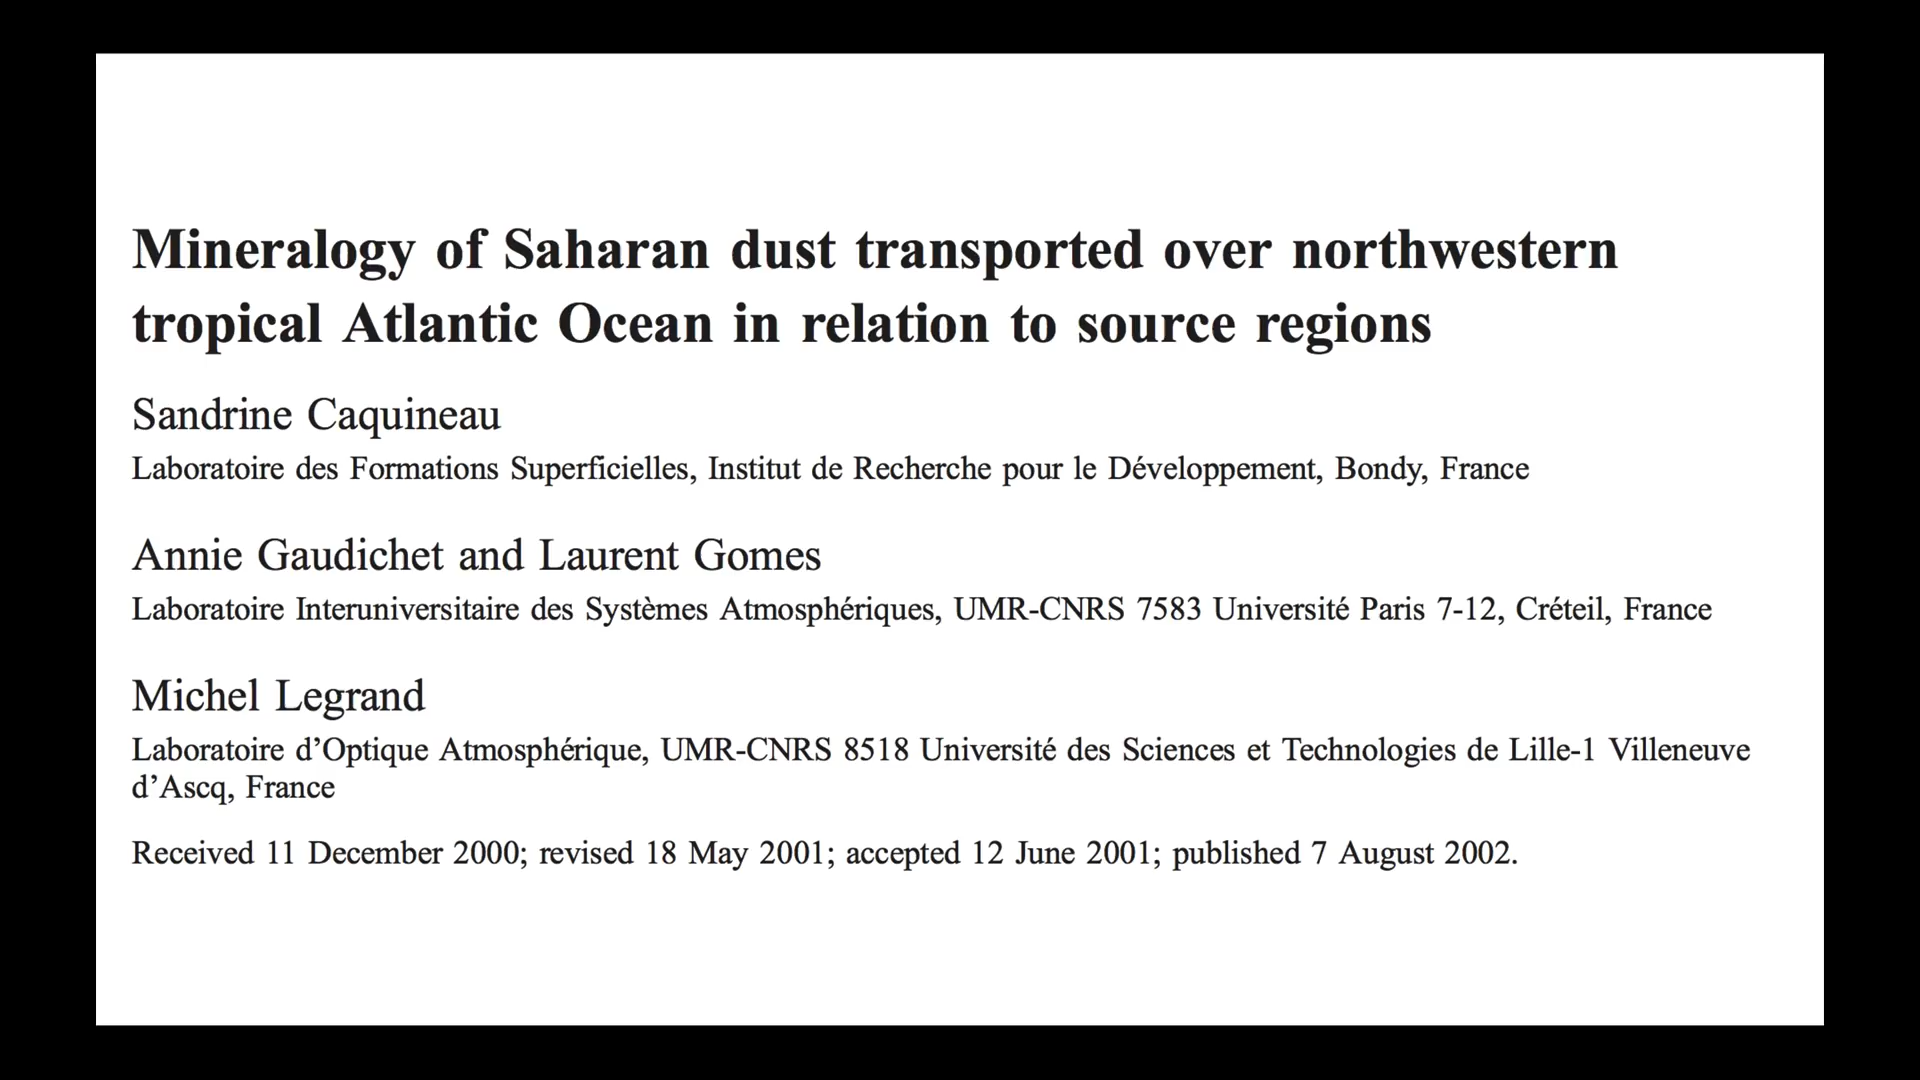 Mineralogy of Saharan dust transported over northwestern
tropical Atlantic Ocean in relation to source regions
Sandrine Caquineau
Laboratoire des Formations Superficielles, Institut de Recherche pour le Développement, Bondy, France
Annie Gaudichet and Laurent Gomes
Laboratoire Interuniversitaire des Systèmes Atmosphériques, UMR-CNRS 7583 Université Paris 7-12, Créteil, France
Michel Legrand
Laboratoire d’Optique Atmosphérique, UMR-CNRS 8518 Université des Sciences et Technologies de Lille-1 Villeneuve
d’Ascq, France
Received 11 December 2000; revised 18 May 2001; accepted 12 June 2001; published 7 August 2002.